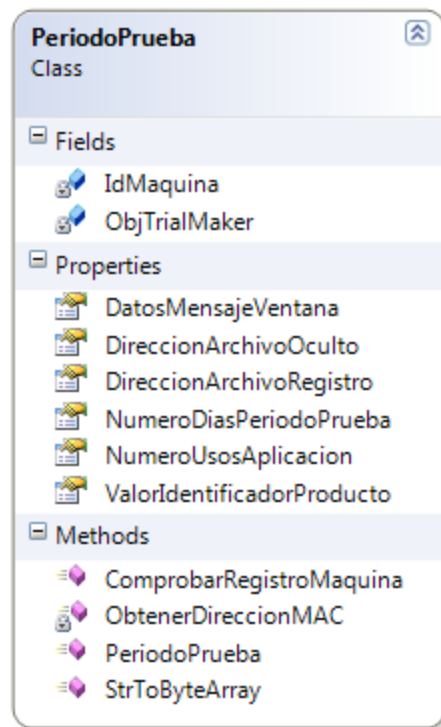 PeriodoPrueba
Class
Fields
IdMaquina
ObjTrialMaker
Properties
DatosMensajeVentana
DireccionArchivoOculto
DireccionArchivoRegistro
NumeroDiasPeriodoPrueba
NumeroUsosAplicacion
ValorIdentificadorProducto
Methods
ComprobarRegistroMaquina
ObtenerDireccionMAC
PeriodoPrueba
StrToByteArray